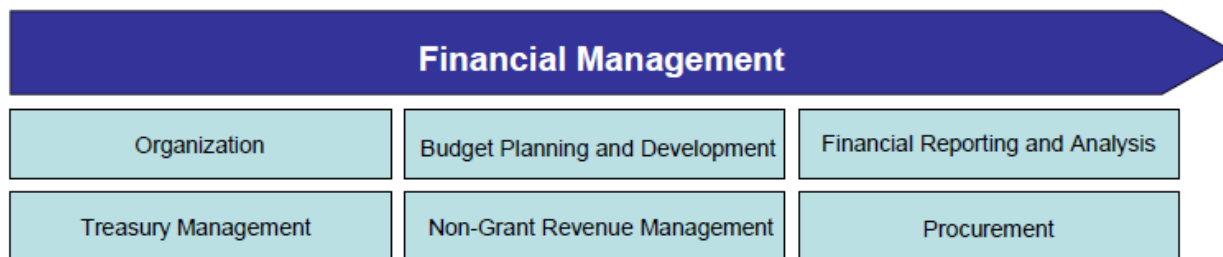 Financial Management
Organization
Budget Planning and Development
Financial Reporting and Analysis
Treasury Management
Non-Grant Revenue Management
Procurement